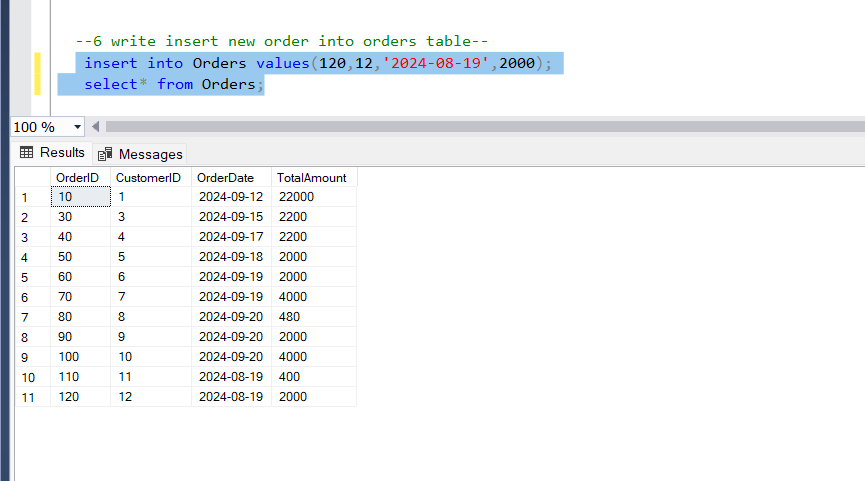 --6 write insert new order into orders table--
insert into Orders values(120,12,'2024-08-19',2000);
select* from Orders;
100 %
Results Messages
OrderID CustomerID OrderDate TotalAmount
1 10 1 2024-09-12 22000
2 30 3 2024-09-15 2200
3 40 4 2024-09-17 2200
4 50 5 2024-09-18 2000
5 60 6 2024-09-19 2000
6 70 7 2024-09-19 4000
7 80 8 2024-09-20 480
8 90 9 2024-09-20 2000
9 100 10 2024-09-20 4000
10 110 11 2024-08-19 400
11 120 12 2024-08-19 2000